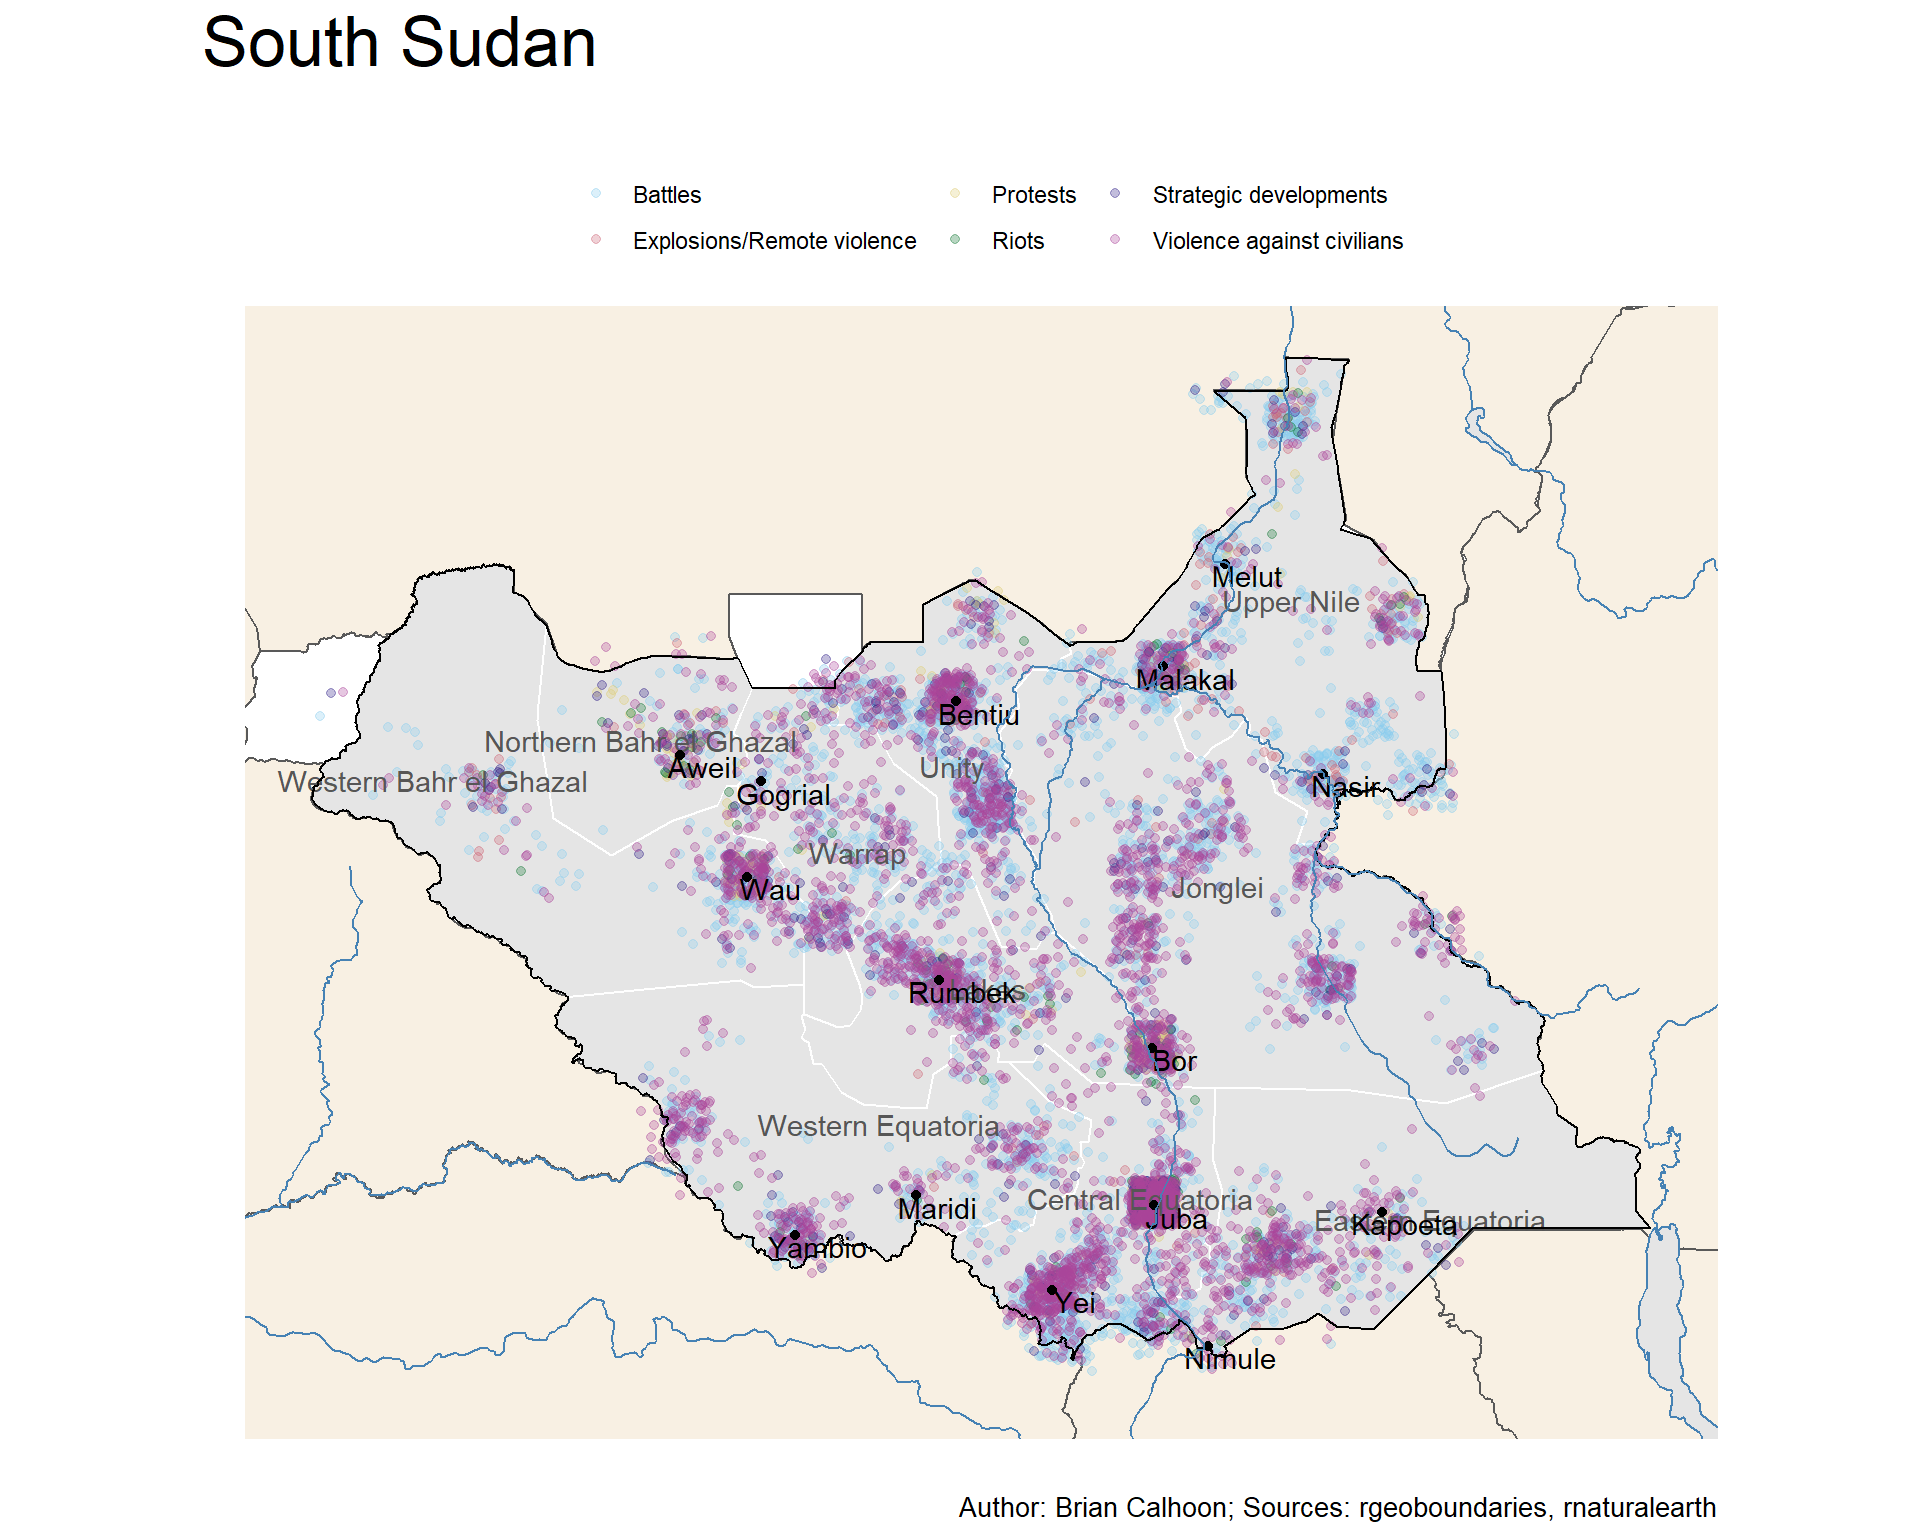 South Sudan
Battles
Protests
Strategic developments
Explosions/Remote violence
Riots
Violence against civilians
Melut
Upper Nile
Malakal
Bentiu
Northern Bahr el Ghazal
Aweil
Unity
Western Bahr el Ghazal
Gogrial
Nasir
Warrap
Wau
Jonglei
Rumbek
Lakes
Bor
Western Equatoria
Central Equatoria
Maridi
Juba
Eastern Equatoria
Kapoeta
Yambio
Yei
Nimule
Author: Brian Calhoon; Sources: rgeoboundaries, rnaturalearth